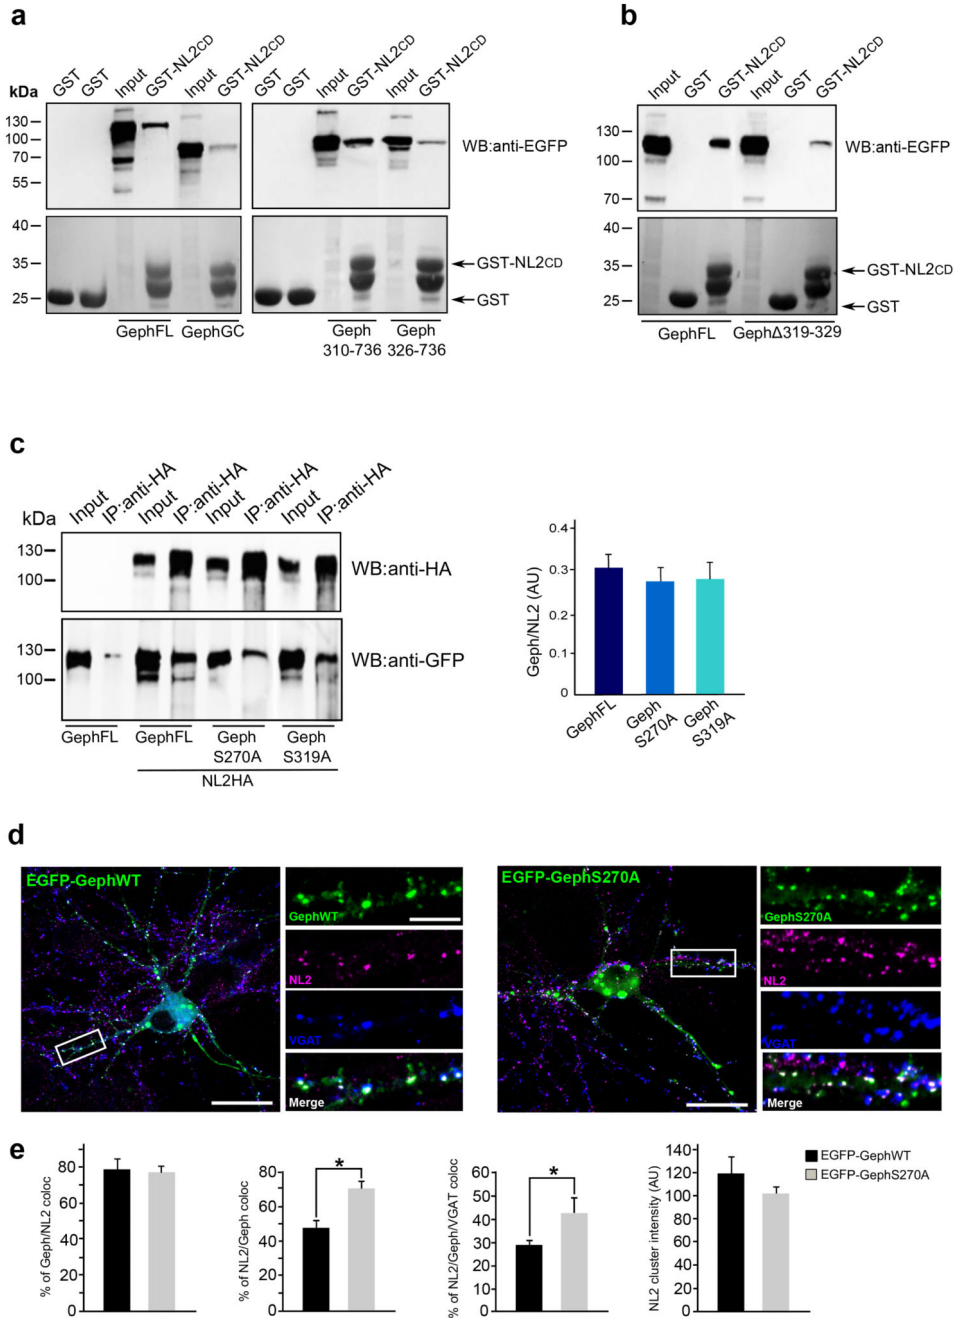 a
GST
GST
Input
GST-NL2CD
Input
GST-NL2CD
GST
GST
Input
GST-NL2CD
Input
GST-NL2CD
kDa
130
100
70
55
WB:anti-EGFP
40
35
25
GST-NL2CD
GST
GephFL
GephGC
Geph
310-736
Geph
326-736
b
Input
GST
GST-NL2CD
Input
GST
GST-NL2CD
130
100
70
WB:anti-EGFP
40
35
25
GST-NL2CD
GST
GephFL
GephΔ319-329
c
Input
IP:anti-HA
Input
IP:anti-HA
Input
IP:anti-HA
Input
IP:anti-HA
kDa
130
100
WB:anti-HA
130
100
WB:anti-GFP
GephFL
GephFL
Geph
S270A
Geph
S319A
NL2HA
Geph/NL2 (AU)
0.4
0.3
0.2
0.1
0
GephFL
Geph
S270A
Geph
S319A
d
EGFP-GephWT
GephWT
NL2
VGAT
Merge
EGFP-GephS270A
GephS270A
NL2
VGAT
Merge
e
% of Geph/NL2 coloc
80
60
40
20
0
% of NL2/Geph coloc
80
60
40
80
0
*
% of NL2/Geph/VGAT coloc
60
50
40
30
20
10
0
*
NL2 cluster intensity (AU)
140
120
100
80
60
40
20
0
EGFP-GephWT
EGFP-GephS270A